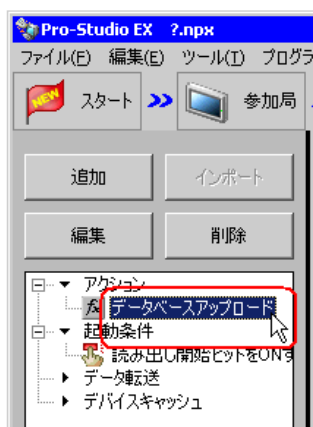 Pro-Studio EX ?.npx
ファイル(F) 編集(E) ツール(T) プログラ
NEW スタート 参加局
追加 インポート
編集 削除
アクション
fx データベースアップロード
起動条件
読み出し開始ビットをONす
データ転送
デバイスキャッシュ